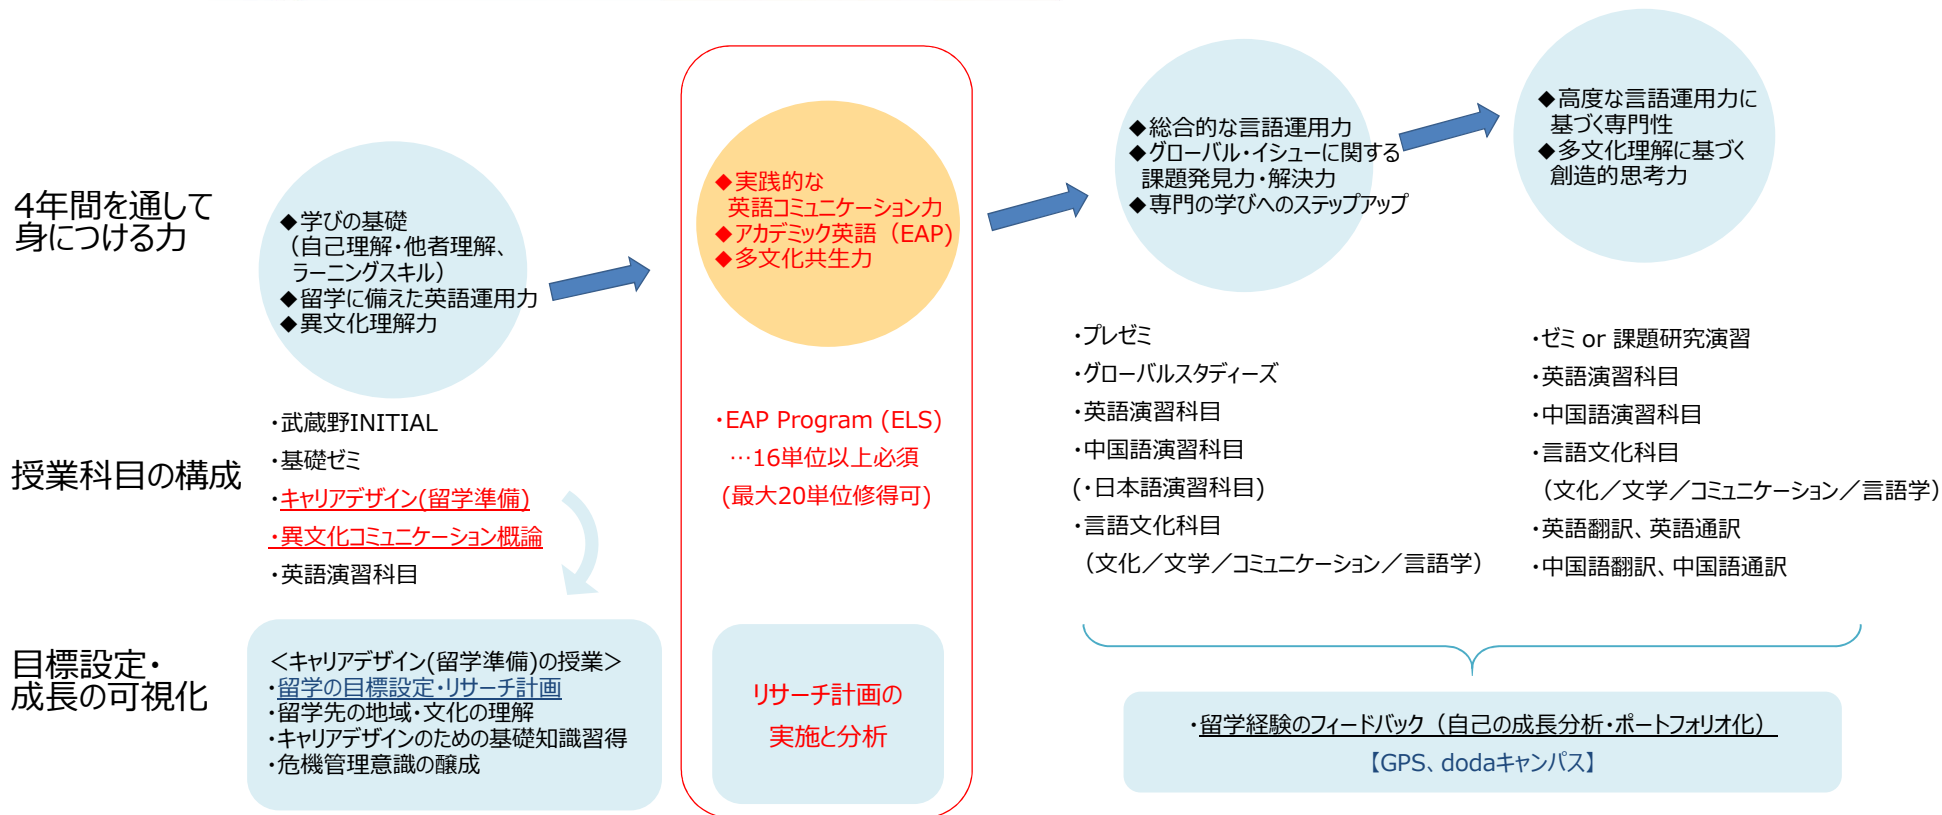 4年間を通して
身につける力
◆学びの基礎
（自己理解・他者理解、
ラーニングスキル）
◆留学に備えた英語運用力
◆異文化理解力
◆実践的な
英語コミュニケーション力
◆アカデミック英語（EAP)
◆多文化共生力
◆総合的な言語運用力
◆グローバル・イシューに関する
課題発見力・解決力
◆専門の学びへのステップアップ
◆高度な言語運用力に
基づく専門性
◆多文化理解に基づく
創造的思考力
授業科目の構成
・武蔵野INITIAL
・基礎ゼミ
・キャリアデザイン(留学準備)
・異文化コミュニケーション概論
・英語演習科目
・EAP Program (ELS)
…16単位以上必須
(最大20単位修得可)
・プレゼミ
・グローバルスタディーズ
・英語演習科目
・中国語演習科目
(・日本語演習科目)
・言語文化科目
（文化／文学／コミュニケーション／言語学）
・ゼミ or 課題研究演習
・英語演習科目
・中国語演習科目
・言語文化科目
（文化／文学／コミュニケーション／言語学）
・英語翻訳、英語通訳
・中国語翻訳、中国語通訳
目標設定・
成長の可視化
＜キャリアデザイン(留学準備)の授業＞
・留学の目標設定・リサーチ計画
・留学先の地域・文化の理解
・キャリアデザインのための基礎知識習得
・危機管理意識の醸成
リサーチ計画の
実施と分析
・留学経験のフィードバック（自己の成長分析・ポートフォリオ化）
【GPS、dodaキャンパス】